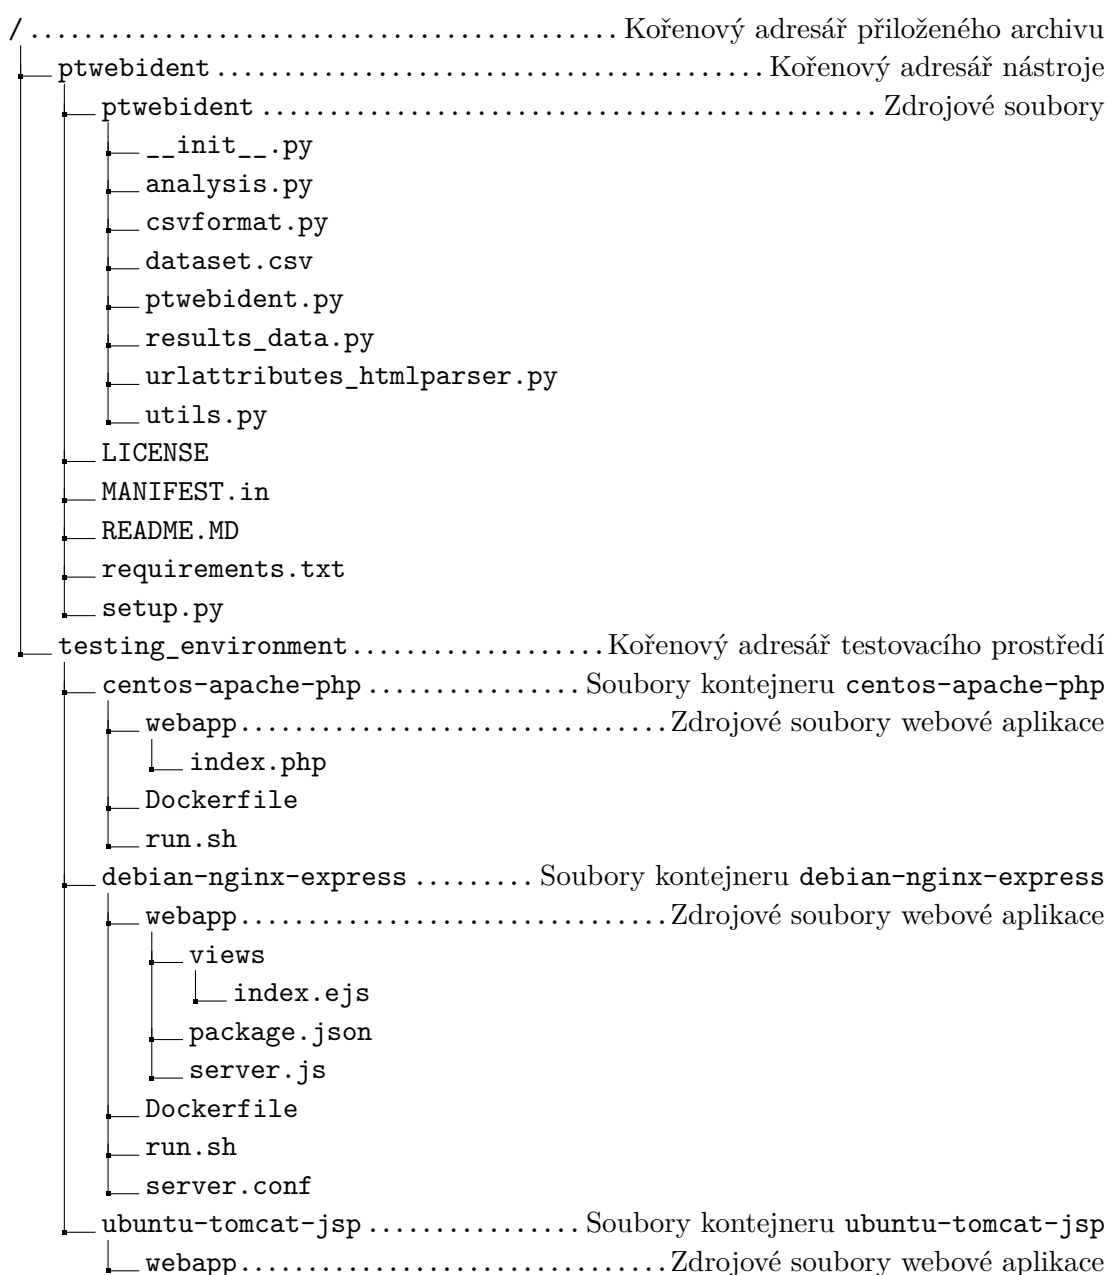 / ............................................ Kořenový adresář přiloženého archivu
ptwebident ......................................... Kořenový adresář nástroje
ptwebident .............................................. Zdrojové soubory
__init__.py
analysis.py
csvformat.py
dataset.csv
ptwebident.py
results_data.py
urlattributes_htmlparser.py
utils.py
LICENSE
MANIFEST.in
README.MD
requirements.txt
setup.py
testing_environment...................Kořenový adresář testovacího prostředí
centos-apache-php ................ Soubory kontejneru centos-apache-php
webapp................................Zdrojové soubory webové aplikace
index.php
Dockerfile
run.sh
debian-nginx-express ......... Soubory kontejneru debian-nginx-express
webapp................................Zdrojové soubory webové aplikace
views
index.ejs
package.json
server.js
Dockerfile
run.sh
server.conf
ubuntu-tomcat-jsp ................ Soubory kontejneru ubuntu-tomcat-jsp
webapp................................Zdrojové soubory webové aplikace